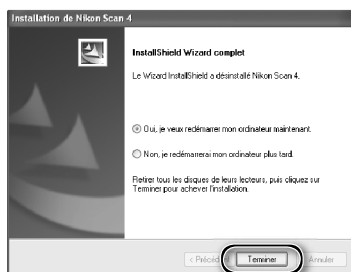 Installation de Nikon Scan 4
InstallShield Wizard complet
Le Wizard InstallShield a désinstallé Nikon Scan 4.
Oui, je veux redémarrer mon ordinateur maintenant.
Non, je redémarrerai mon ordinateur plus tard.
Retirer tous les disques de leurs lecteurs, puis cliquez sur
Terminer pour achever l'installation.
Terminer
Annuler